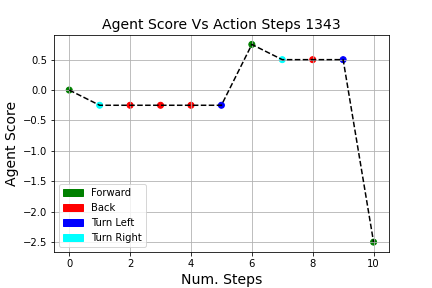 Agent Score Vs Action Steps 1343
Agent Score
0.5
0.0
−0.5
−1.0
−1.5
−2.0
−2.5
Forward
Back
Turn Left
Turn Right
0 2 4 6 8 10
Num. Steps